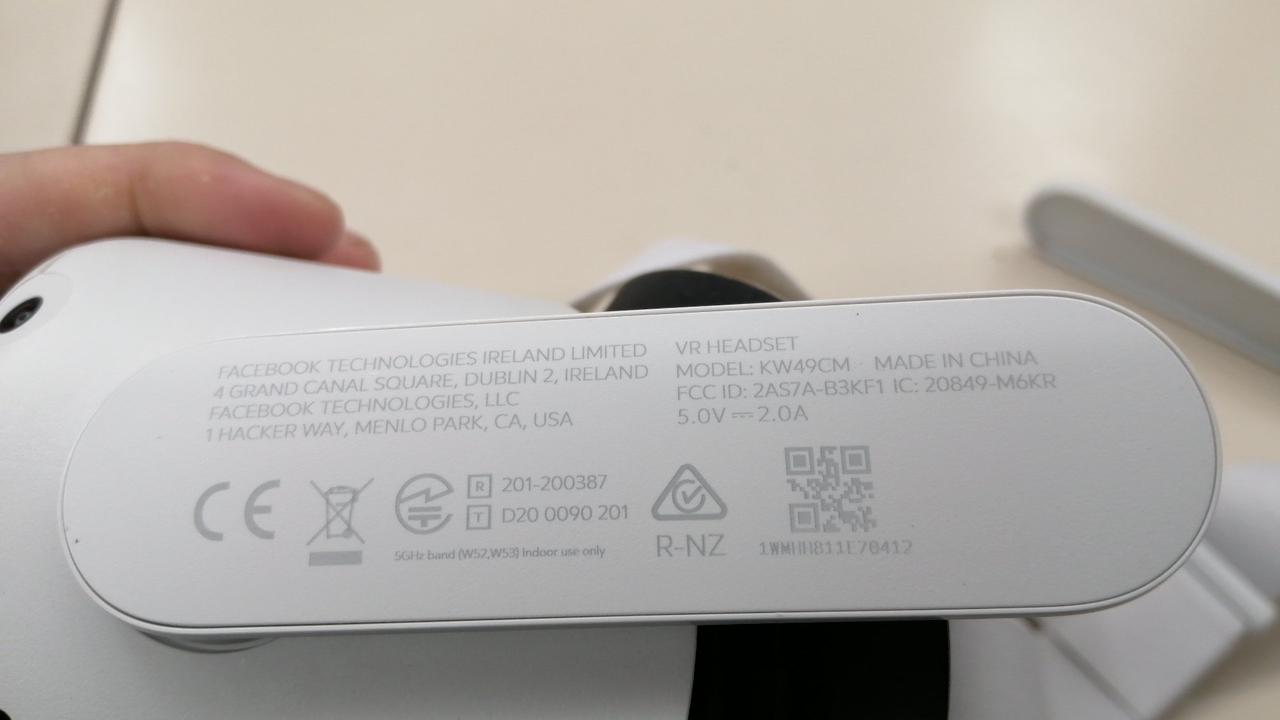 FACEBOOK TECHNOLOGIES IRELAND LIMITED
4 GRAND CANAL SQUARE, DUBLIN 2, IRELAND
FACEBOOK TECHNOLOGIES, LLC
1 HACKER WAY, MENLO PARK, CA, USA
VR HEADSET
MODEL: KW49CM MADE IN CHINA
FCC ID: 2AS7A-B3KF1 IC: 20849-M6KR
5.0V ⎓ 2.0A
CE
R 201-200387
T D20 0090 201
5GHz band (W52,W53) Indoor use only
R-NZ